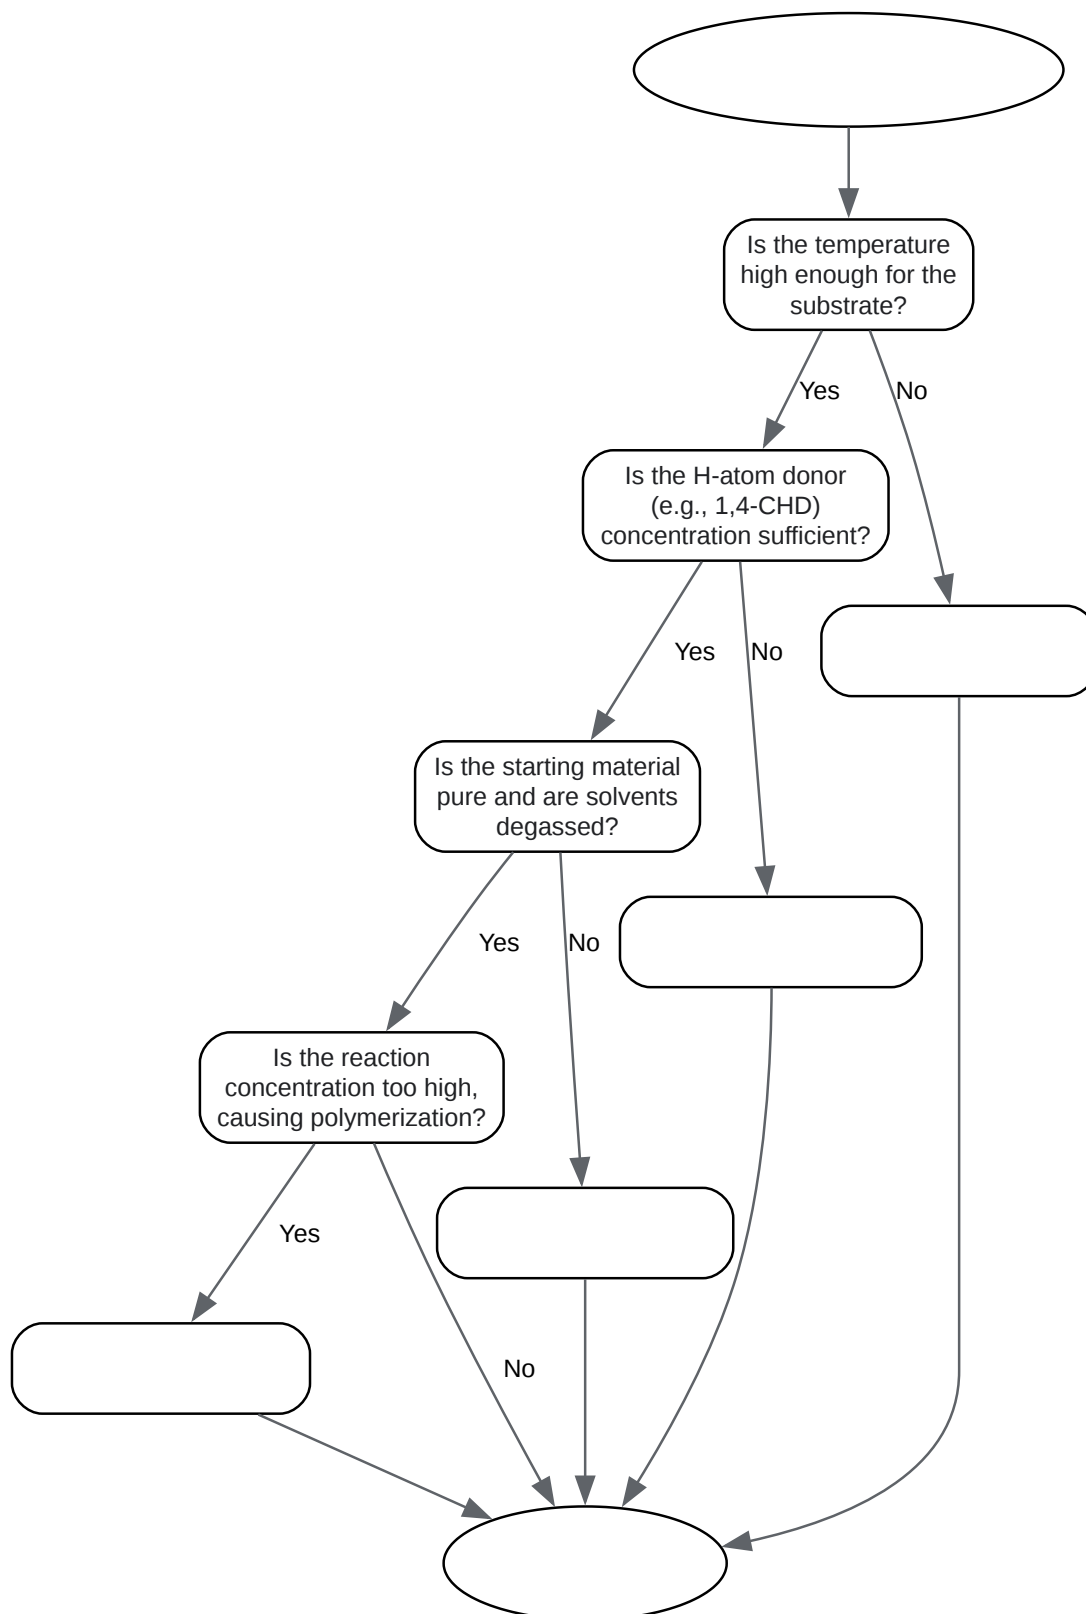 Is the temperature
high enough for the
substrate?
Yes
No
Is the H-atom donor
(e.g., 1,4-CHD)
concentration sufficient?
Yes
No
Is the starting material
pure and are solvents
degassed?
Yes
No
Is the reaction
concentration too high,
causing polymerization?
Yes
No